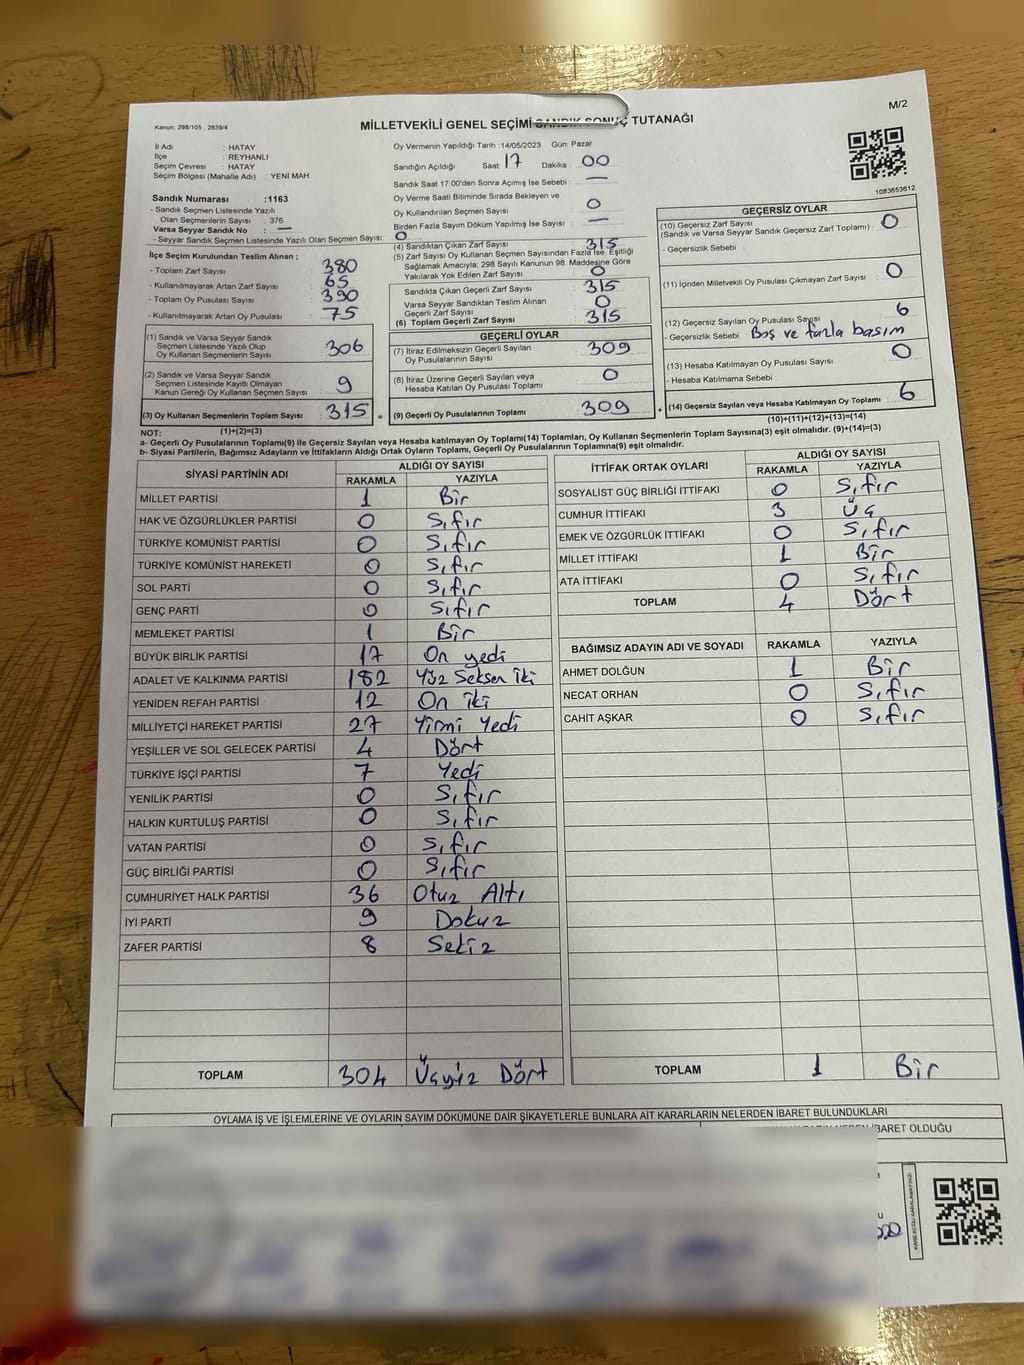 M/2
Kanun: 298/105 , 2839/4
MİLLETVEKİLİ GENEL SEÇİMİ SANDIK SONUÇ TUTANAĞI
İl Adı : HATAY
İlçe : REYHANLI
Seçim Çevresi : HATAY
Seçim Bölgesi (Mahalle Adı) : YENİ MAH
Sandık Numarası :1163
- Sandık Seçmen Listesinde Yazılı
Olan Seçmenlerin Sayısı : 376
Varsa Seyyar Sandık No : —
- Seyyar Sandık Seçmen Listesinde Yazılı Olan Seçmen Sayısı: 0
İlçe Seçim Kurulundan Teslim Alınan ;
- Toplam Zarf Sayısı : 380
- Kullanılmayarak Artan Zarf Sayısı : 65
- Toplam Oy Pusulası Sayısı : 390
- Kullanılmayarak Artan Oy Pusulası : 75
(1) Sandık ve Varsa Seyyar Sandık
Seçmen Listesinde Yazılı Olup
Oy Kullanan Seçmenlerin Sayısı : 306
(2) Sandık ve Varsa Seyyar Sandık
Seçmen Listesinde Kayıtlı Olmayan
Kanun Gereği Oy Kullanan Seçmenlerin Sayısı : 9
(3) Oy Kullanan Seçmenlerin Toplam Sayısı : 315 =
(1)+(2)=(3)
Oy Vermenin Yapıldığı Tarih :14/05/2023 Gün: Pazar
Sandığın Açıldığı Saat : 17 Dakika : 00
Sandık Saat 17:00'den Sonra Açımış İse Sebebi : —
Oy Verme Saati Bitiminde Sırada Bekleyen ve
Oy Kullandırılan Seçmen Sayısı : 0
Birden Fazla Sayım Döküm Yapılmış İse Sayısı : —
(4) Sandıktan Çıkan Zarf Sayısı : 315
(5) Zarf Sayısı Oy Kullanan Seçmen Sayısından Fazla İse, Eşitliği
Sağlamak Amacıyla, 298 Sayılı Kanunun 98. Maddesine Göre
Yakılarak Yok Edilen Zarf Sayısı : 0
Sandıkta Çıkan Geçerli Zarf Sayısı : 315
Varsa Seyyar Sandıktan Teslim Alınan
Geçerli Zarf Sayısı : 0
(6) Toplam Geçerli Zarf Sayısı : 315
GEÇERLİ OYLAR
(7) İtiraz Edilmeksizin Geçerli Sayılan
Oy Pusulalarının Sayısı : 309
(8) İtiraz Üzerine Geçerli Sayılan veya
Hesaba Katılan Oy Pusulası Toplamı : 0
(9) Geçerli Oy Pusulalarının Toplamı : 309 +
1083653612
GEÇERSİZ OYLAR
(10) Geçersiz Zarf Sayısı
(Sandık ve Varsa Seyyar Sandık Geçersiz Zarf Toplamı) : 0
- Geçersizlik Sebebi :
(11) İçinden Milletvekili Oy Pusulası Çıkmayan Zarf Sayısı : 0
(12) Geçersiz Sayılan Oy Pusulası Sayısı : 6
- Geçersizlik Sebebi : Boş ve fazla basım
(13) Hesaba Katılmayan Oy Pusulası Sayısı : 0
- Hesaba Katılmama Sebebi :
(14) Geçersiz Sayılan veya Hesaba Katılmayan Oy Toplamı : 6
(10)+(11)+(12)+(13)=(14)
NOT:
a- Geçerli Oy Pusulalarının Toplamı(9) ile Geçersiz Sayılan veya Hesaba katılmayan Oy Toplamı(14) Toplamları, Oy Kullanan Seçmenlerin Toplam Sayısına(3) eşit olmalıdır. (9)+(14)=(3)
b- Siyasi Partilerin, Bağımsız Adayların ve İttifakların Aldığı Ortak Oyların Toplamı, Geçerli Oy Pusulalarının Toplamına(9) eşit olmalıdır.
SİYASİ PARTİNİN ADI ALDIĞI OY SAYISI
RAKAMLA YAZIYLA
MİLLET PARTİSİ 1 Bir
HAK VE ÖZGÜRLÜKLER PARTİSİ 0 Sıfır
TÜRKİYE KOMÜNİST PARTİSİ 0 Sıfır
TÜRKİYE KOMÜNİST HAREKETİ 0 Sıfır
SOL PARTİ 0 Sıfır
GENÇ PARTİ 0 Sıfır
MEMLEKET PARTİSİ 1 Bir
BÜYÜK BİRLİK PARTİSİ 17 On yedi
ADALET VE KALKINMA PARTİSİ 182 Yüz Seksen İki
YENİDEN REFAH PARTİSİ 12 On iki
MİLLİYETÇİ HAREKET PARTİSİ 27 Yirmi Yedi
YEŞİLLER VE SOL GELECEK PARTİSİ 4 Dört
TÜRKİYE İŞÇİ PARTİSİ 7 Yedi
YENİLİK PARTİSİ 0 Sıfır
HALKIN KURTULUŞ PARTİSİ 0 Sıfır
VATAN PARTİSİ 0 Sıfır
GÜÇ BİRLİĞİ PARTİSİ 0 Sıfır
CUMHURİYET HALK PARTİSİ 36 Otuz Altı
İYİ PARTİ 9 Dokuz
ZAFER PARTİSİ 8 Sekiz
TOPLAM 304 Üçyüz Dört
İTTİFAK ORTAK OYLARI ALDIĞI OY SAYISI
RAKAMLA YAZIYLA
SOSYALİST GÜÇ BİRLİĞİ İTTİFAKI 0 Sıfır
CUMHUR İTTİFAKI 3 Üç
EMEK VE ÖZGÜRLÜK İTTİFAKI 0 Sıfır
MİLLET İTTİFAKI 1 Bir
ATA İTTİFAKI 0 Sıfır
TOPLAM 4 Dört
BAĞIMSIZ ADAYIN ADI VE SOYADI RAKAMLA YAZIYLA
AHMET DOLĞUN 1 Bir
NECAT ORHAN 0 Sıfır
CAHİT AŞKAR 0 Sıfır
TOPLAM 1 Bir
OYLAMA İŞ VE İŞLEMLERİNE VE OYLARIN SAYIM DÖKÜMÜNE DAİR ŞİKAYETLERLE BUNLARA AİT KARARLARIN NELERDEN İBARET BULUNDUKLARI
İBARET OLDUĞU